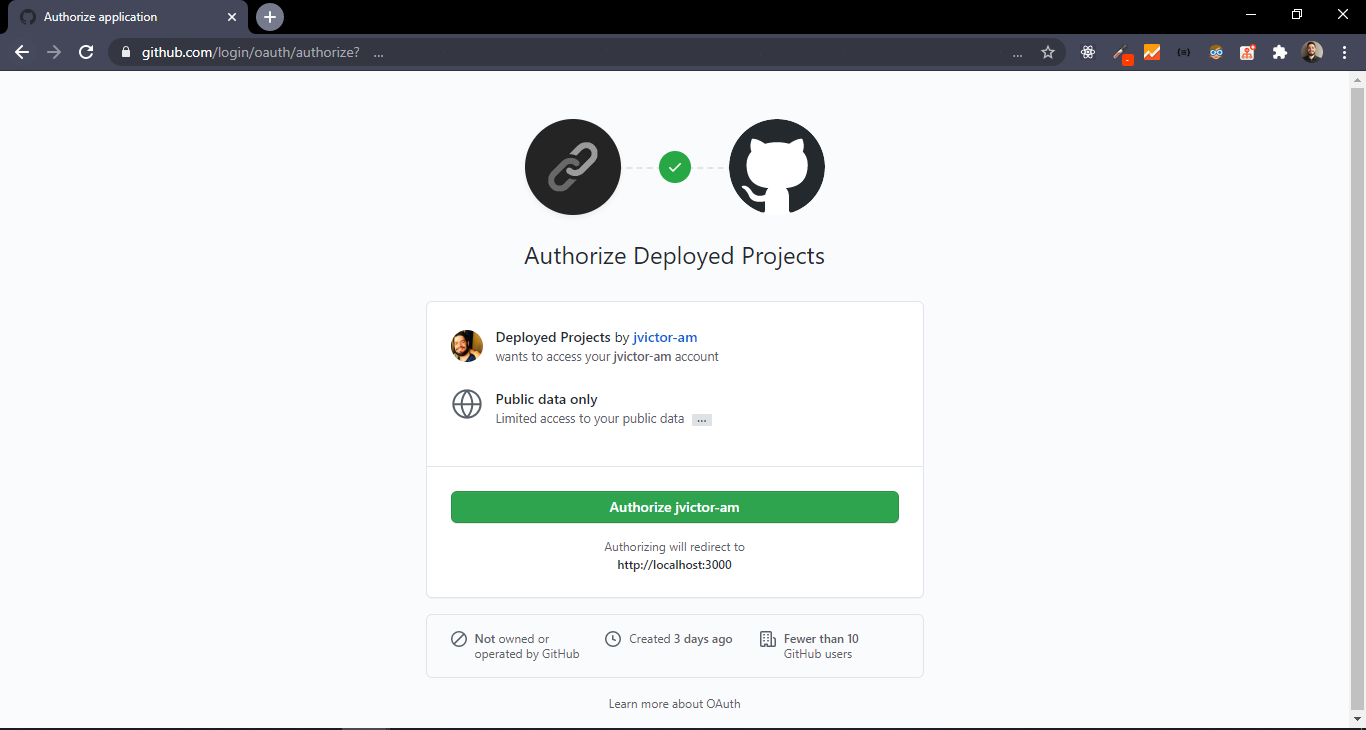 Authorize application
github.com/login/oauth/authorize? ...
...
Authorize Deployed Projects
Deployed Projects by jvictor-am
wants to access your jvictor-am account
Public data only
Limited access to your public data ...
Authorize jvictor-am
Authorizing will redirect to
http://localhost:3000
Not owned or
operated by GitHub
Created 3 days ago
Fewer than 10
GitHub users
Learn more about OAuth